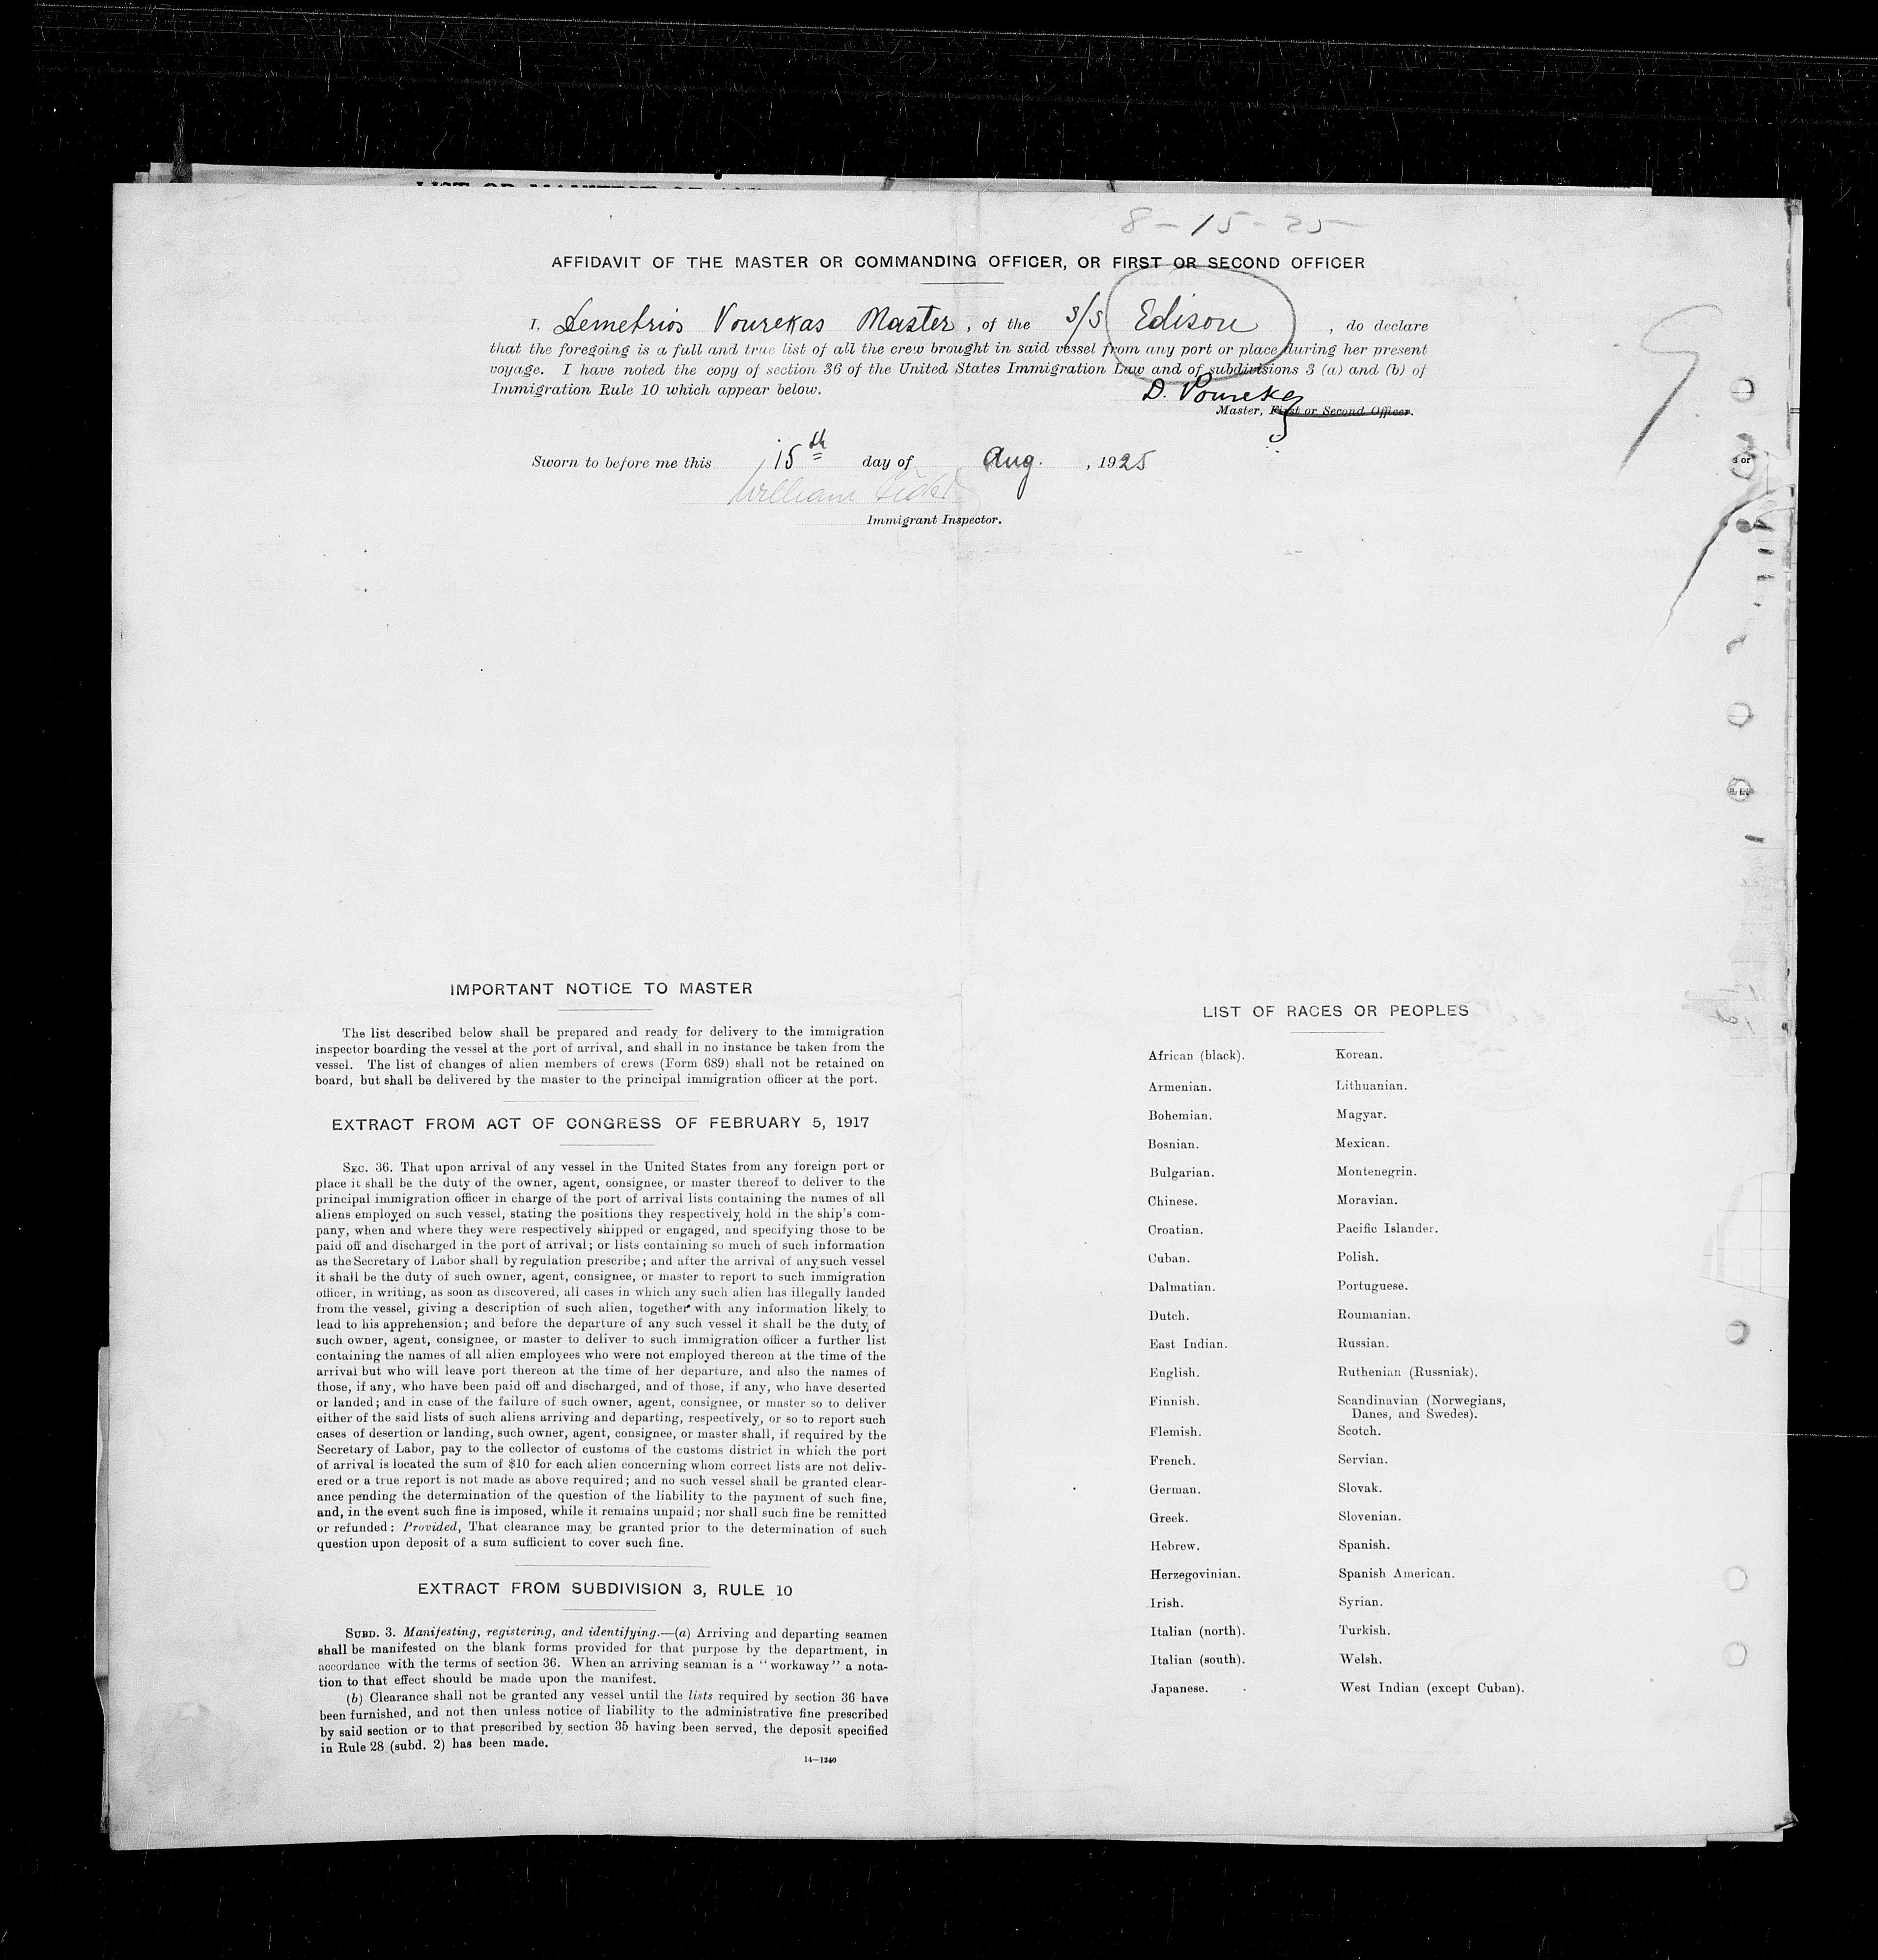 8-15-25
AFFIDAVIT OF THE MASTER OR COMMANDING OFFICER, OR FIRST OR SECOND OFFICER
I, Demetrios Vourekas Master, of the S/S Edison, do declare
that the foregoing is a full and true list of all the crew brought in said vessel from any port or place during her present
voyage. I have noted the copy of section 36 of the United States Immigration Law and of subdivisions 3 (a) and (b) of
Immigration Rule 10 which appear below.
D. Vourekas
Master, First or Second Officer.
Sworn to before me this 15th day of Aug., 1925
William
Immigrant Inspector.
IMPORTANT NOTICE TO MASTER
The list described below shall be prepared and ready for delivery to the immigration
inspector boarding the vessel at the port of arrival, and shall in no instance be taken from the
vessel. The list of changes of alien members of crews (Form 689) shall not be retained on
board, but shall be delivered by the master to the principal immigration officer at the port.
EXTRACT FROM ACT OF CONGRESS OF FEBRUARY 5, 1917
SEC. 36. That upon arrival of any vessel in the United States from any foreign port or
place it shall be the duty of the owner, agent, consignee, or master thereof to deliver to the
principal immigration officer in charge of the port of arrival lists containing the names of all
aliens employed on such vessel, stating the positions they respectively hold in the ship's com-
pany, when and where they were respectively shipped or engaged, and specifying those to be
paid off and discharged in the port of arrival; or lists containing so much of such information
as the Secretary of Labor shall by regulation prescribe; and after the arrival of any such vessel
it shall be the duty of such owner, agent, consignee, or master to report to such immigration
officer, in writing, as soon as discovered, all cases in which any such alien has illegally landed
from the vessel, giving a description of such alien, together with any information likely to
lead to his apprehension; and before the departure of any such vessel it shall be the duty of
such owner, agent, consignee, or master to deliver to such immigration officer a further list
containing the names of all alien employees who were not employed thereon at the time of the
arrival but who will leave port thereon at the time of her departure, and also the names of
those, if any, who have been paid off and discharged, and of those, if any, who have deserted
or landed; and in case of the failure of such owner, agent, consignee, or master so to deliver
either of the said lists of such aliens arriving and departing, respectively, or so to report such
cases of desertion or landing, such owner, agent, consignee, or master shall, if required by the
Secretary of Labor, pay to the collector of customs of the customs district in which the port
of arrival is located the sum of $10 for each alien concerning whom correct lists are not deliv-
ered or a true report is not made as above required; and no such vessel shall be granted clear-
ance pending the determination of the question of the liability to the payment of such fine,
and, in the event such fine is imposed, while it remains unpaid; nor shall such fine be remitted
or refunded: Provided, That clearance may be granted prior to the determination of such
question upon deposit of a sum sufficient to cover such fine.
EXTRACT FROM SUBDIVISION 3, RULE 10
SUBD. 3. Manifesting, registering, and identifying.—(a) Arriving and departing seamen
shall be manifested on the blank forms provided for that purpose by the department, in
accordance with the terms of section 36. When an arriving seaman is a "workaway" a nota-
tion to that effect should be made upon the manifest.
(b) Clearance shall not be granted any vessel until the lists required by section 36 have
been furnished, and not then unless notice of liability to the administrative fine prescribed
by said section or to that prescribed by section 35 having been served, the deposit specified
in Rule 28 (subd. 2) has been made.
14—1240
LIST OF RACES OR PEOPLES
African (black). Korean.
Armenian. Lithuanian.
Bohemian. Magyar.
Bosnian. Mexican.
Bulgarian. Montenegrin.
Chinese. Moravian.
Croatian. Pacific Islander.
Cuban. Polish.
Dalmatian. Portuguese.
Dutch. Roumanian.
East Indian. Russian.
English. Ruthenian (Russniak).
Finnish. Scandinavian (Norwegians,
Danes, and Swedes).
Flemish. Scotch.
French. Servian.
German. Slovak.
Greek. Slovenian.
Hebrew. Spanish.
Herzegovinian. Spanish American.
Irish. Syrian.
Italian (north). Turkish.
Italian (south). Welsh.
Japanese. West Indian (except Cuban).